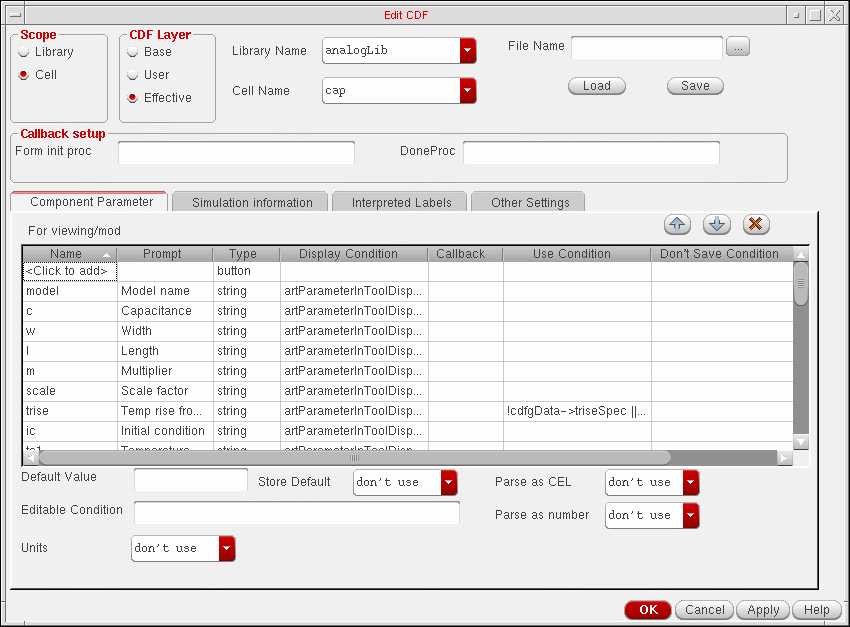 Edit CDF
Scope
Library
Cell
CDF Layer
Base
User
Effective
Library Name analogLib
Cell Name cap
File Name ...
Load Save
Callback setup
Form init proc DoneProc
Component Parameter Simulation information Interpreted Labels Other Settings
For viewing/mod
Name Prompt Type Display Condition Callback Use Condition Don't Save Condition
<Click to add> button
model Model name string artParameterInToolDisp...
c Capacitance string artParameterInToolDisp...
w Width string artParameterInToolDisp...
l Length string artParameterInToolDisp...
m Multiplier string artParameterInToolDisp...
scale Scale factor string artParameterInToolDisp...
trise Temp rise fro... string artParameterInToolDisp... !cdfgData->triseSpec ||...
ic Initial condition string artParameterInToolDisp...
tc1 Temperature string artParameterInToolDisp...
Default Value Store Default don't use Parse as CEL don't use
Editable Condition Parse as number don't use
Units don't use
OK Cancel Apply Help